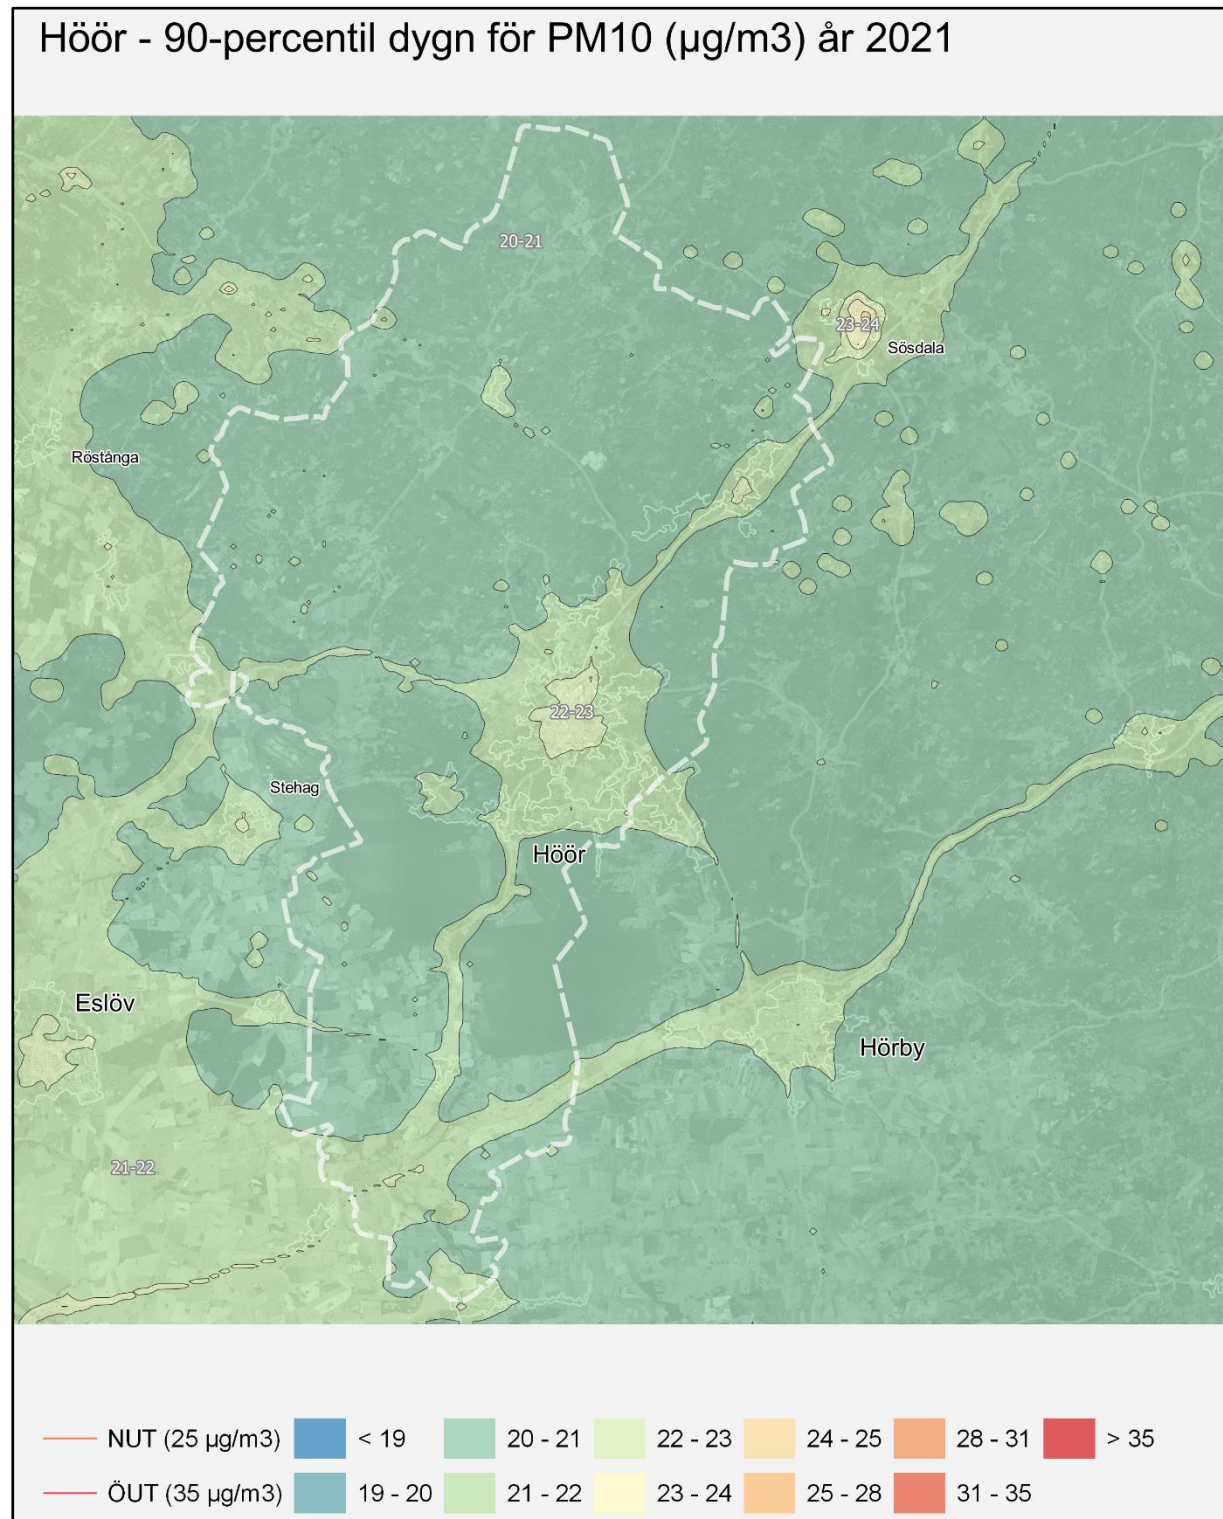 Höör - 90-percentil dygn för PM10 (µg/m3) år 2021
20-21
23-24
Sösdala
Röstånga
22-23
Stehag
Höör
Eslöv
Hörby
21-22
NUT (25 µg/m3) < 19 20 - 21 22 - 23 24 - 25 28 - 31 > 35
ÖUT (35 µg/m3) 19 - 20 21 - 22 23 - 24 25 - 28 31 - 35